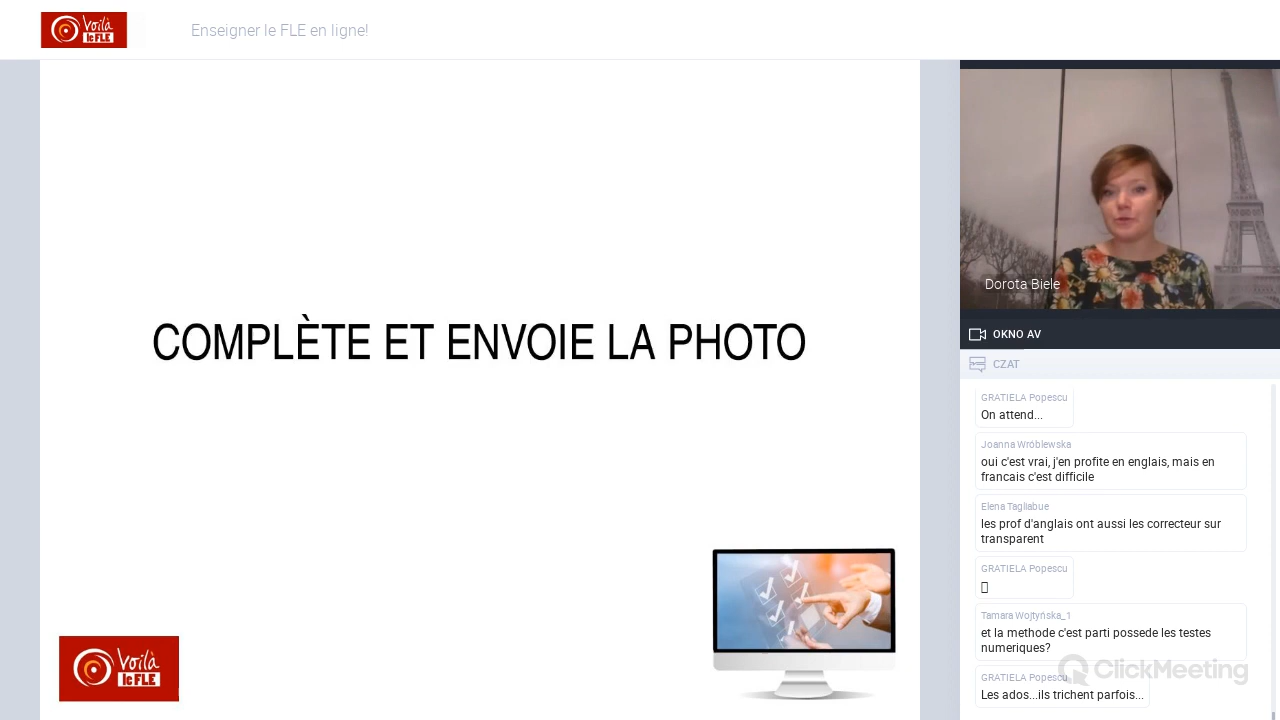 Voilà
le FLE
Enseigner le FLE en ligne!
COMPLÈTE ET ENVOIE LA PHOTO
Voilà
le FLE
Dorota Biele
OKNO AV
CZAT
GRATIELA Popescu
On attend...
Joanna Wróblewska
oui c'est vrai, j'en profite en englais, mais en
francais c'est difficile
Elena Tagliabue
les prof d'anglais ont aussi les correcteur sur
transparent
GRATIELA Popescu
Tamara Wojtyńska_1
et la methode c'est parti possede les testes
numeriques?
GRATIELA Popescu
Les ados...ils trichent parfois...
ClickMeeting